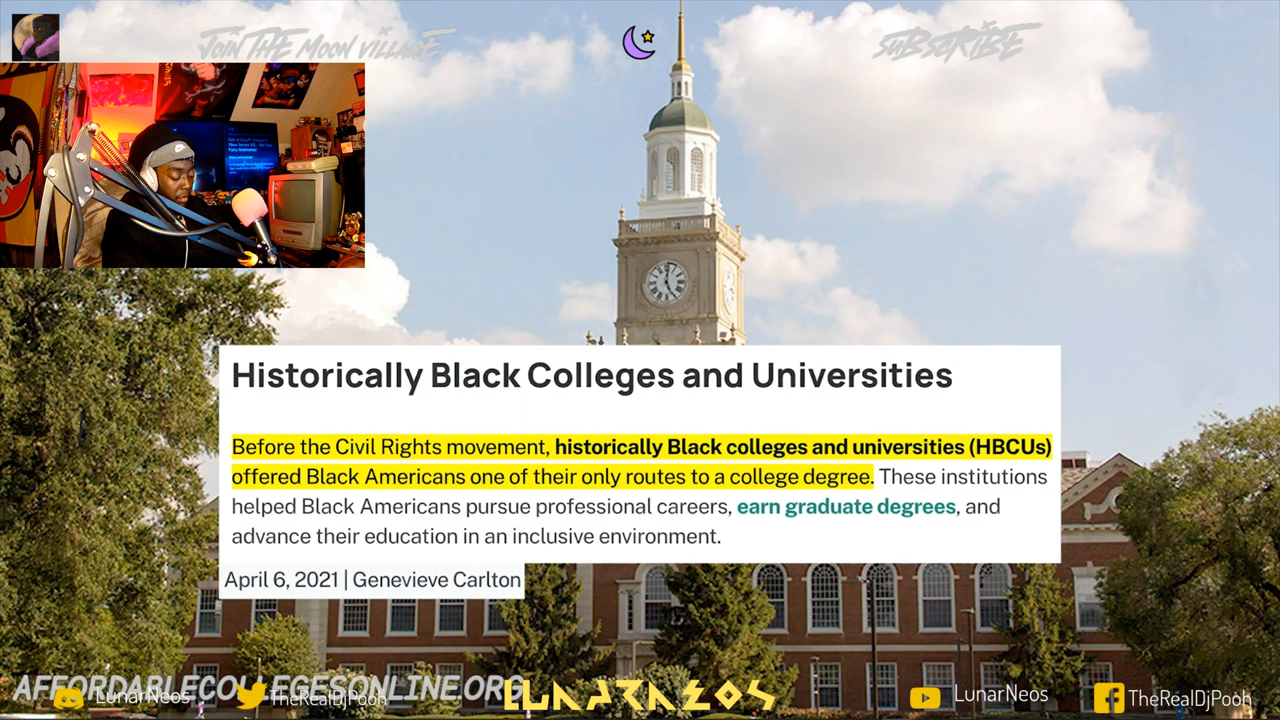 JOIN THE MOON VILLAGE
SUBSCRIBE
Historically Black Colleges and Universities
Before the Civil Rights movement, historically Black colleges and universities (HBCUs)
offered Black Americans one of their only routes to a college degree. These institutions
helped Black Americans pursue professional careers, earn graduate degrees, and
advance their education in an inclusive environment.
April 6, 2021 | Genevieve Carlton
AFFORDABLECOLLEGESONLINE.ORG
LunarNeos
TheRealDjPooh
LUNARNEOS
LunarNeos
TheRealDjPooh